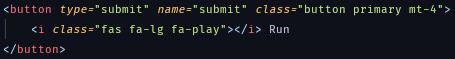 <button type="submit" name="submit" class="button primary mt-4">
<i class="fas fa-lg fa-play"></i> Run
</button>